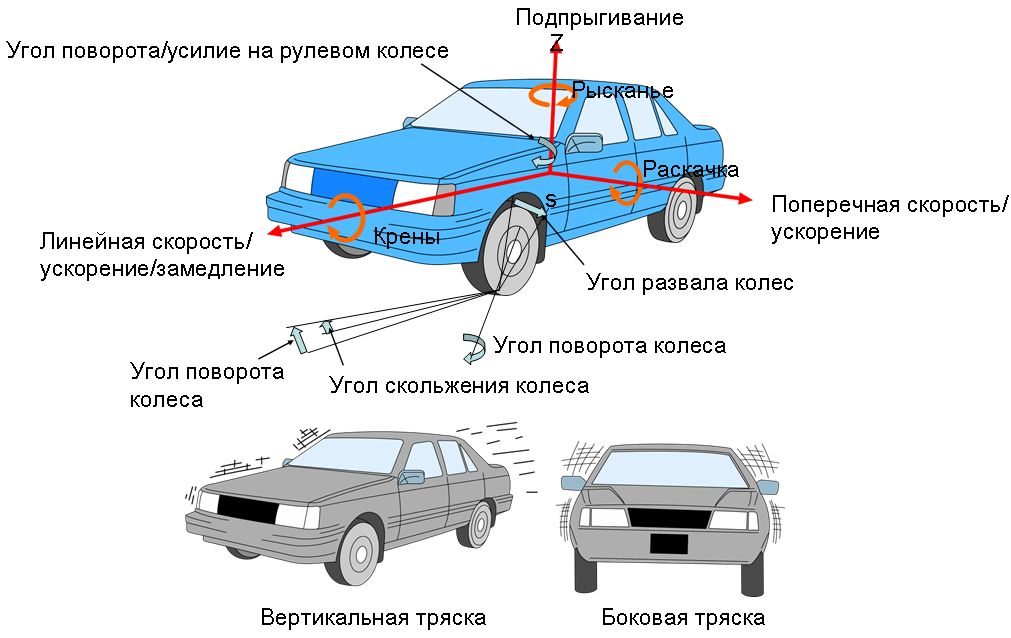 Подпрыгивание
Z
Угол поворота/усилие на рулевом колесе
Рысканье
Раскачка
s
Поперечная скорость/
ускорение
Крены
Линейная скорость/
ускорение/замедление
Угол развала колес
Угол поворота колеса
Угол поворота
колеса
Угол скольжения колеса
Вертикальная тряска
Боковая тряска